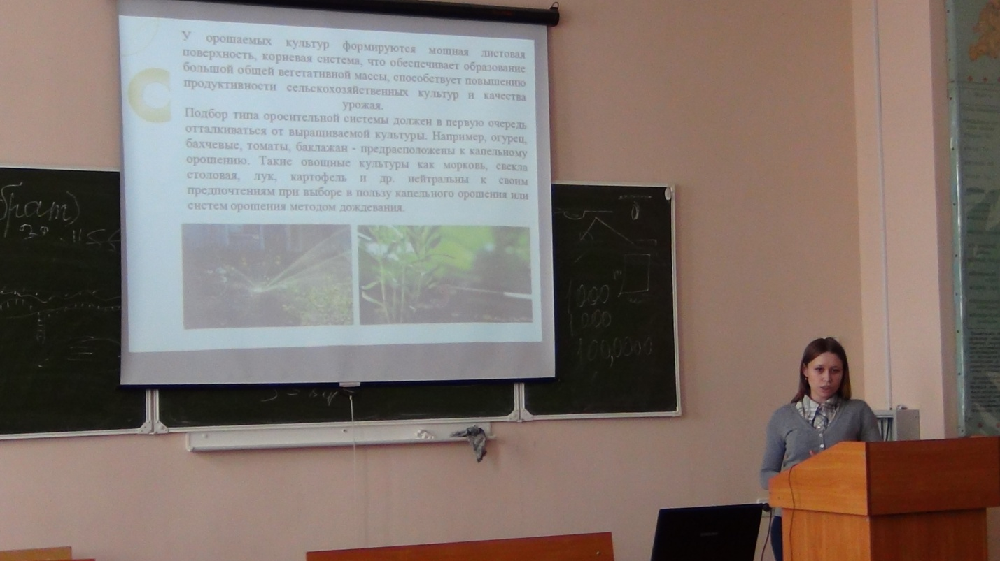 У орошаемых культур формируются мощная листовая
поверхность, корневая система, что обеспечивает образование
большой общей вегетативной массы, способствует повышению
продуктивности сельскохозяйственных культур и качества
урожая.
Подбор типа оросительной системы должен в первую очередь
отталкиваться от выращиваемой культуры. Например, огурец,
бахчевые, томаты, баклажан - предрасположены к капельному
орошению. Такие овощные культуры как морковь, свекла
столовая, лук, картофель и др. нейтральны к своим
предпочтениям при выборе в пользу капельного орошения или
систем орошения методом дождевания.
брат)
1000
1000
100,0000